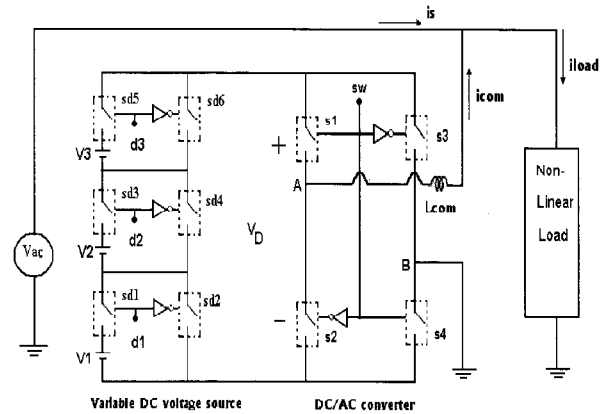 is
iload
icom
sd5
sd6
sw
d3
s1
s3
V3
+
A
sd3
sd4
Lcom
Non-
Linear
Load
d2
VD
Vac
V2
B
sd1
sd2
-
d1
s2
s4
V1
Variable DC voltage source
DC/AC converter